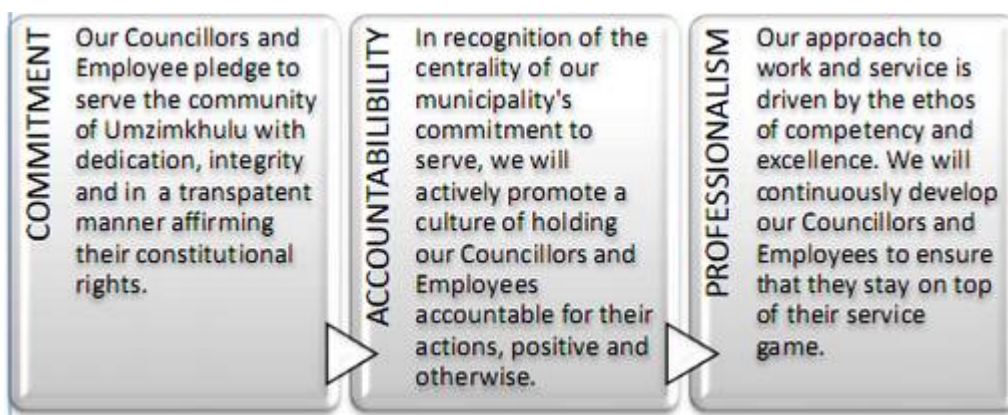 COMMITMENT
Our Councillors and
Employee pledge to
serve the community
of Umzimkhulu with
dedication, integrity
and in a transpatent
manner affirming
their constitutional
rights.
ACCOUNTABILIBILITY
In recognition of the
centrality of our
municipality's
commitment to
serve, we will
actively promote a
culture of holding
our Councillors and
Employees
accountable for their
actions, positive and
otherwise.
PROFESSIONALISM
Our approach to
work and service is
driven by the ethos
of competency and
excellence. We will
continuously develop
our Councillors and
Employees to ensure
that they stay on top
of their service
game.